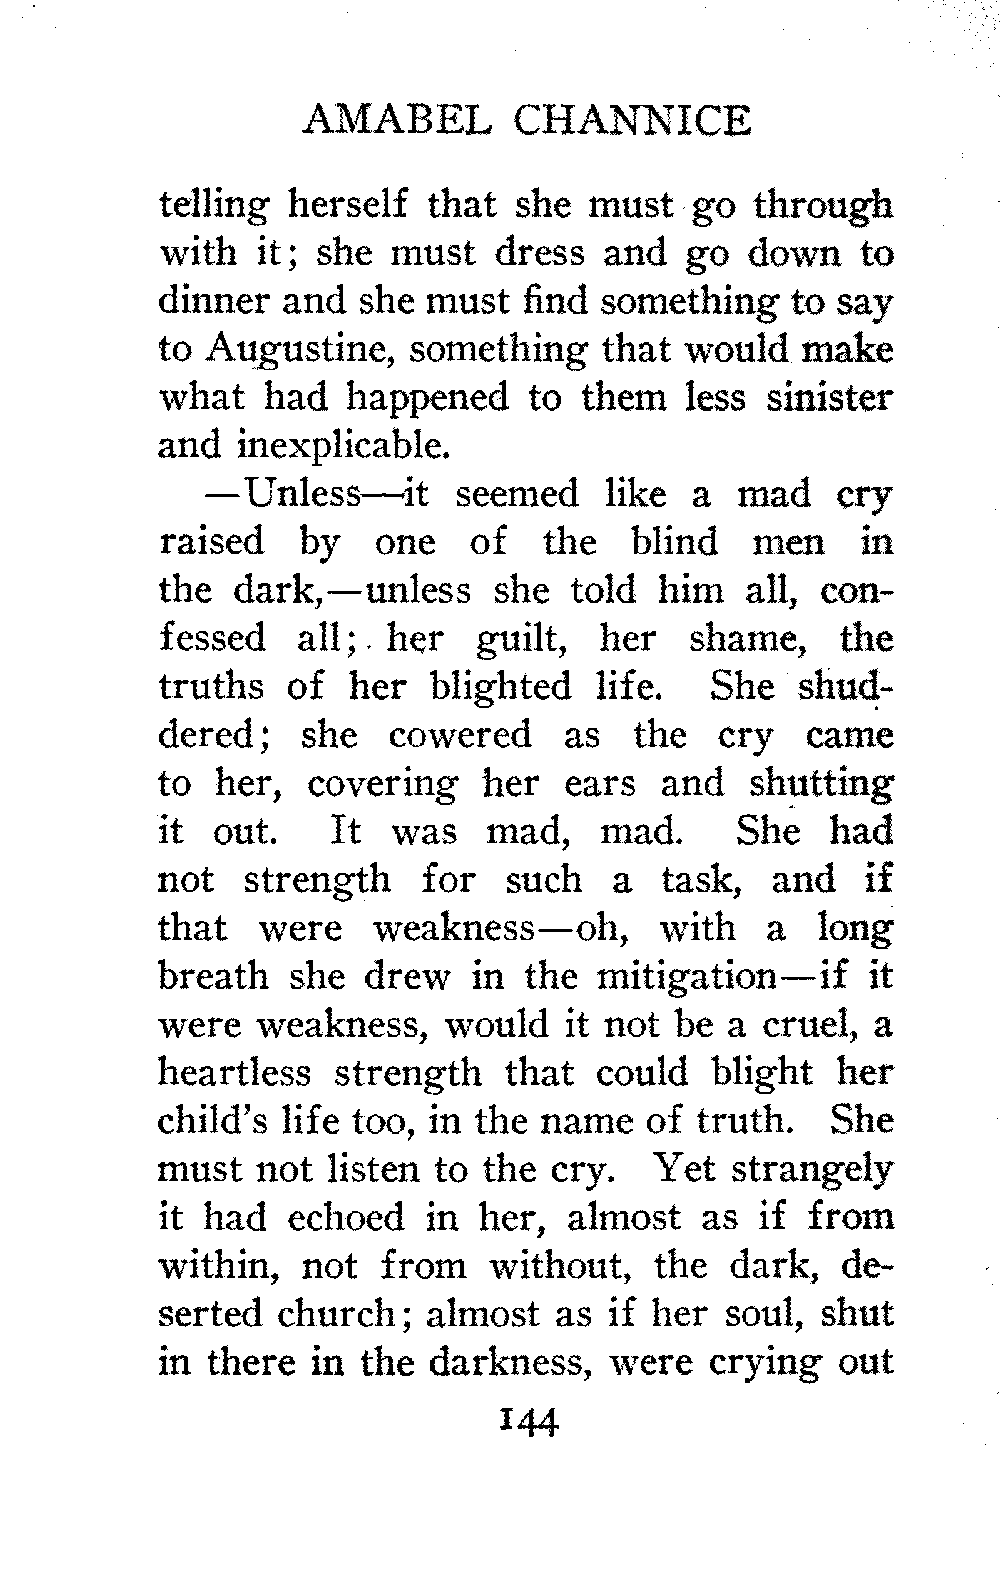 AMABEL CHANNICE
telling herself that she must go through
with it; she must dress and go down to
dinner and she must find something to say
to Augustine, something that would make
what had happened to them less sinister
and inexplicable.
—Unless—it seemed like a mad cry
raised by one of the blind men in
the dark,—unless she told him all, con-
fessed all; her guilt, her shame, the
truths of her blighted life. She shud-
dered; she cowered as the cry came
to her, covering her ears and shutting
it out. It was mad, mad. She had
not strength for such a task, and if
that were weakness—oh, with a long
breath she drew in the mitigation—if it
were weakness, would it not be a cruel, a
heartless strength that could blight her
child's life too, in the name of truth. She
must not listen to the cry. Yet strangely
it had echoed in her, almost as if from
within, not from without, the dark, de-
serted church; almost as if her soul, shut
in there in the darkness, were crying out
144